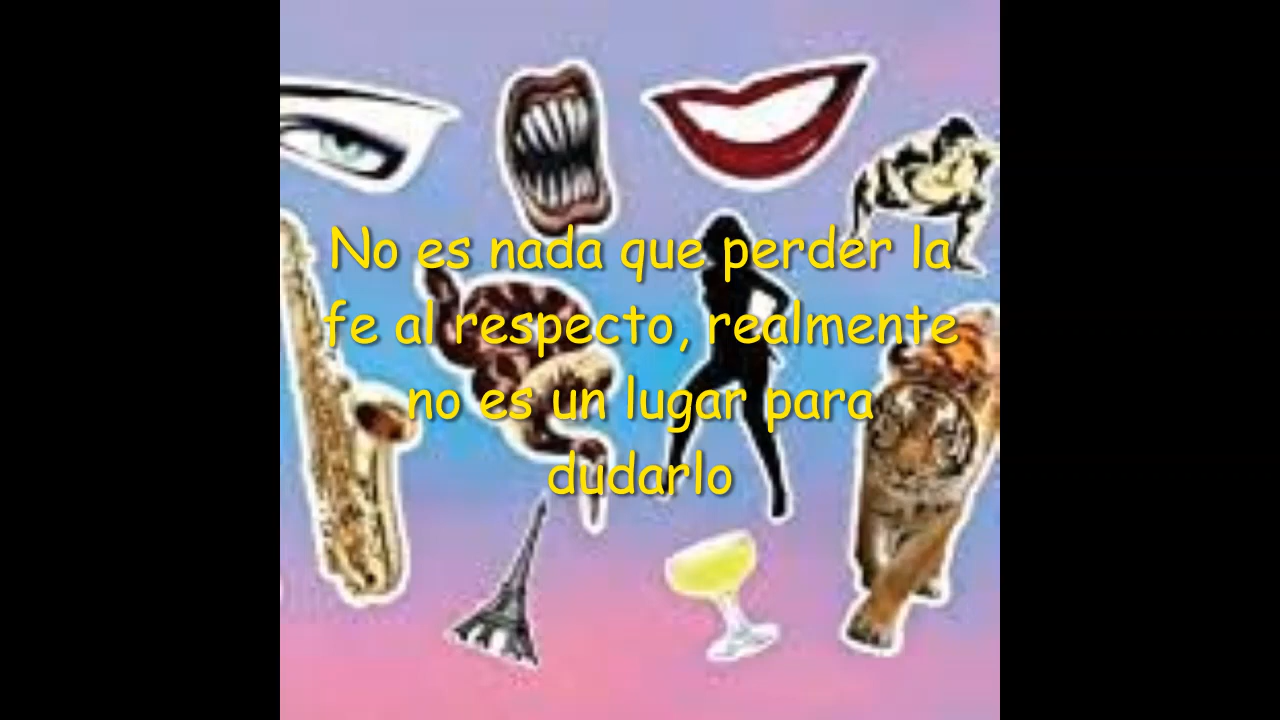 No es nada que perder la
fe al respecto, realmente
no es un lugar para
dudarlo